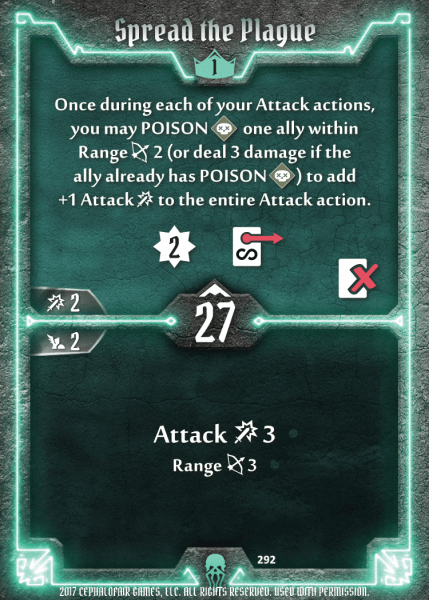 Spread the Plague
1
Once during each of your Attack actions,
you may POISON one ally within
Range 2 (or deal 3 damage if the
ally already has POISON ) to add
+1 Attack to the entire Attack action.
2
2
27
2
Attack 3
Range 3
292
2017 CEPHALOFAIR GAMES, LLC. ALL RIGHTS RESERVED. USED WITH PERMISSION.